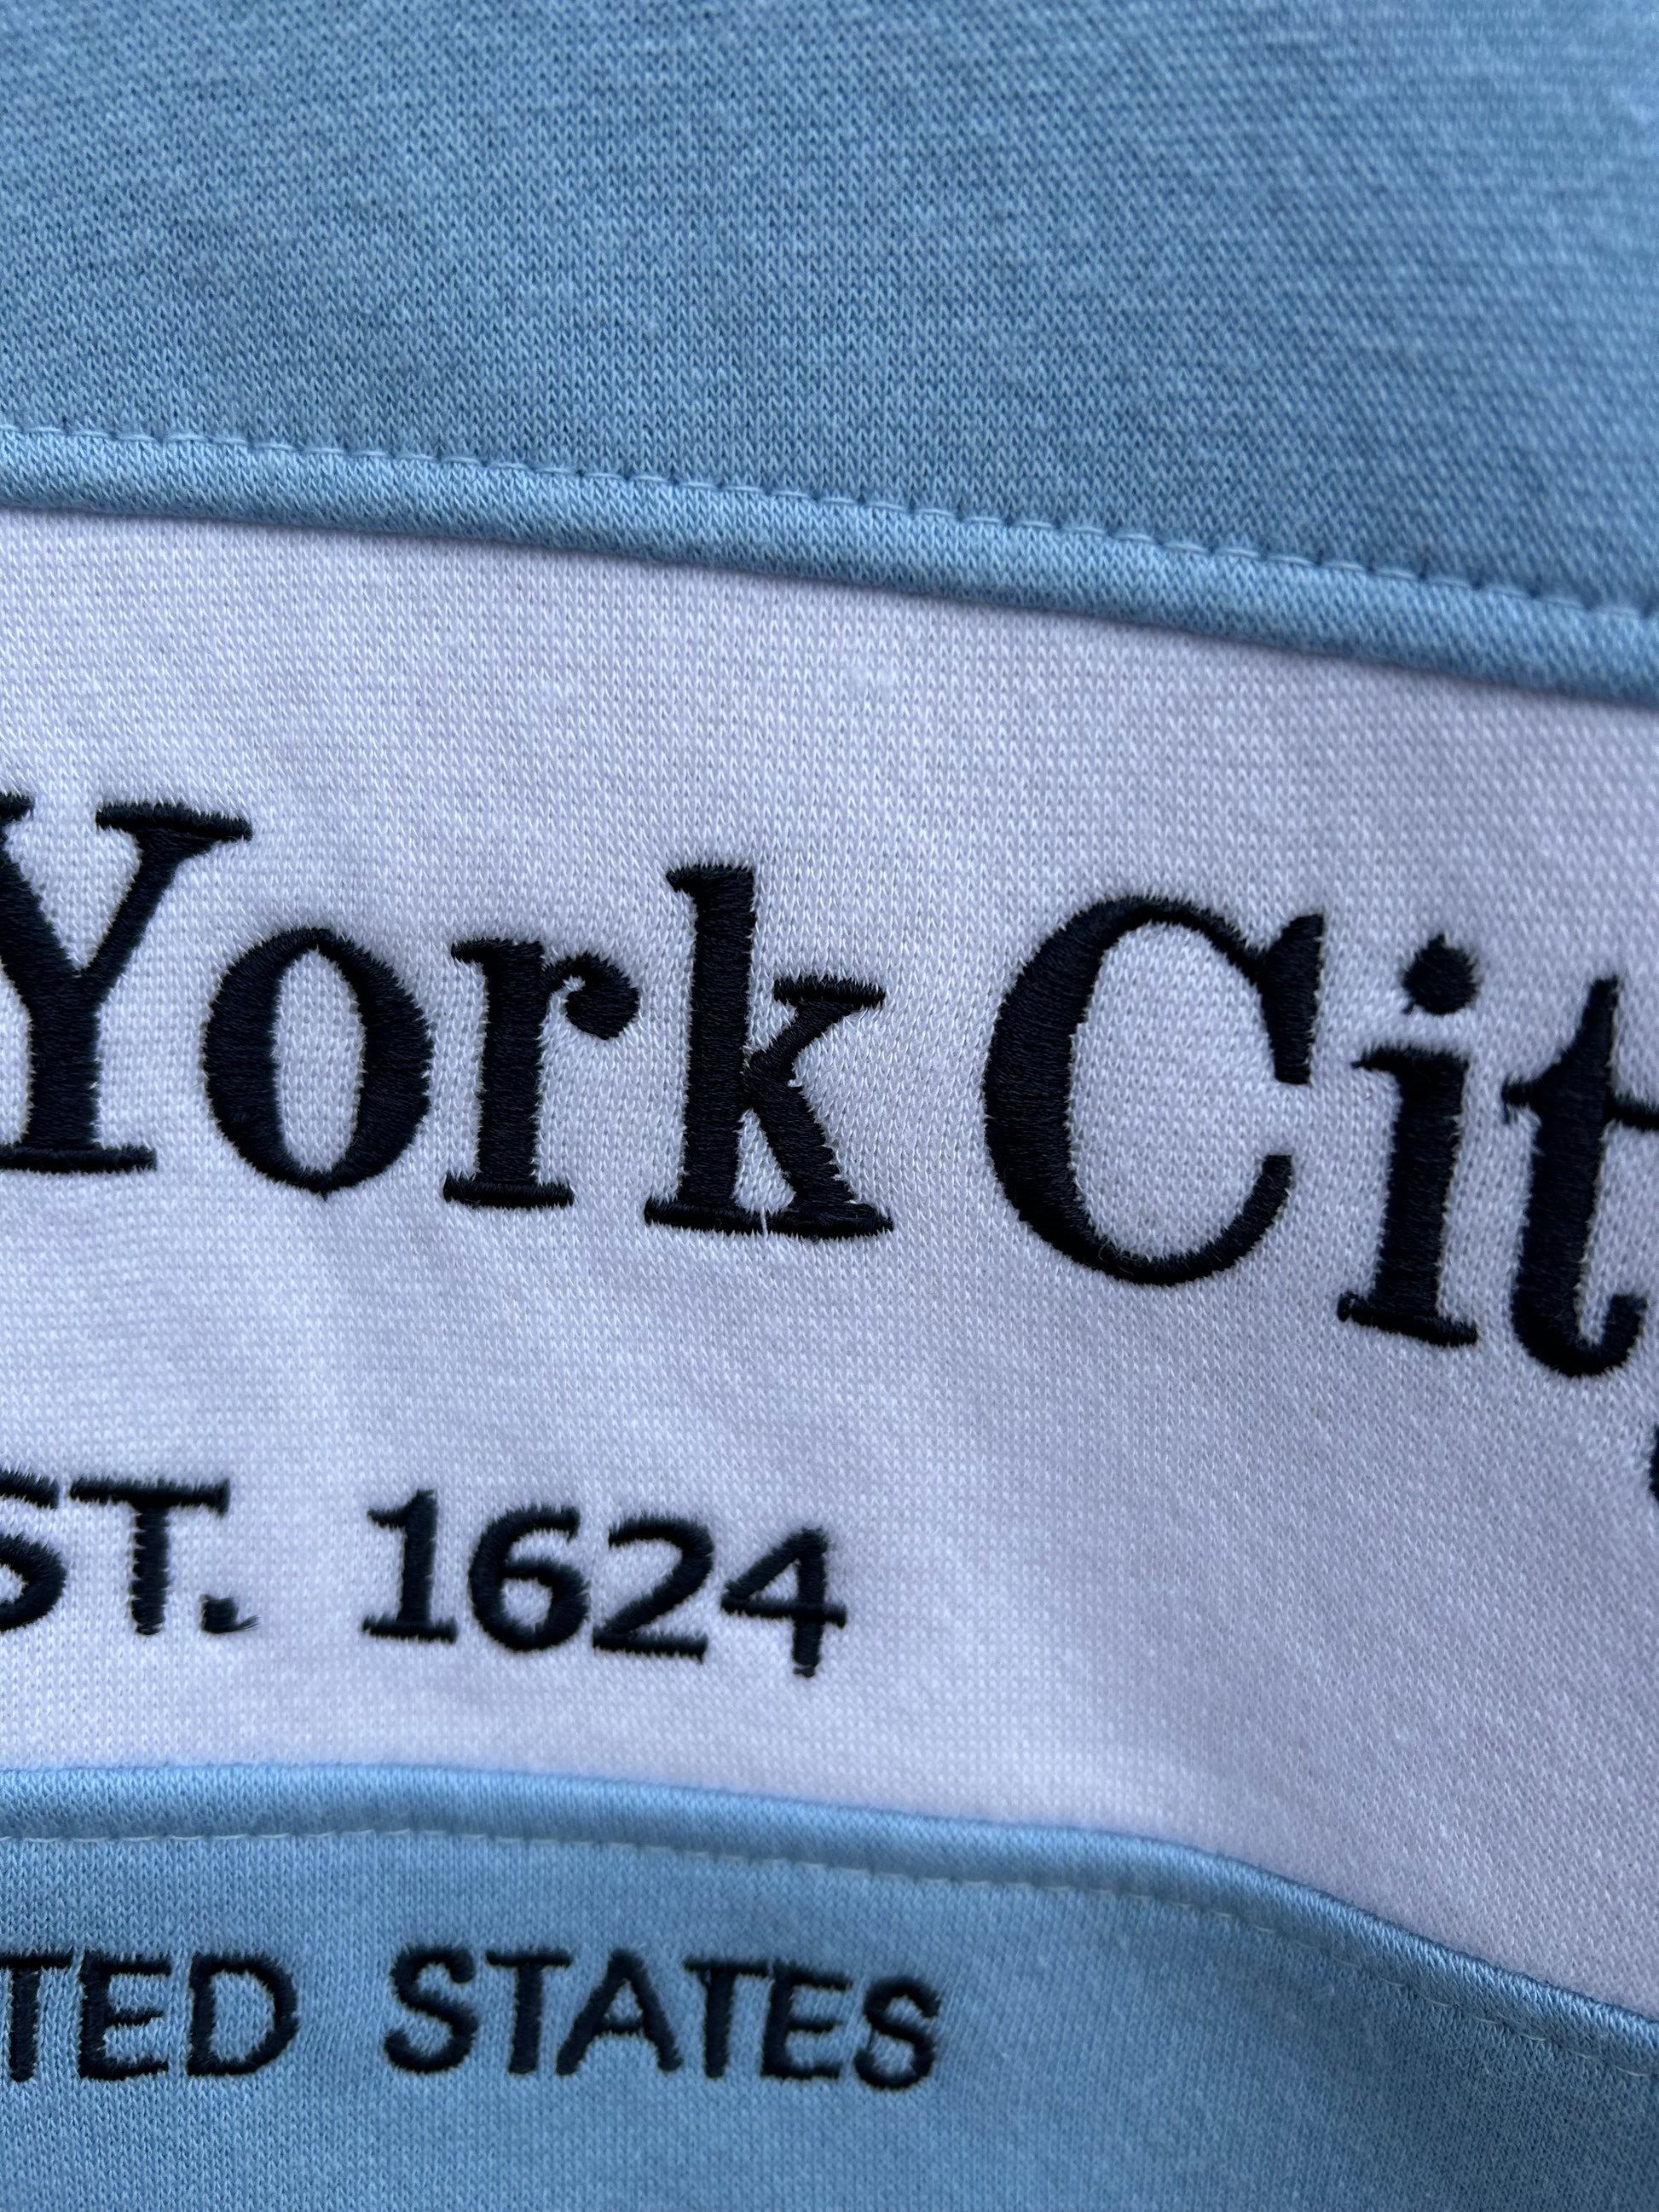 York Cit
ST. 1624
TED STATES